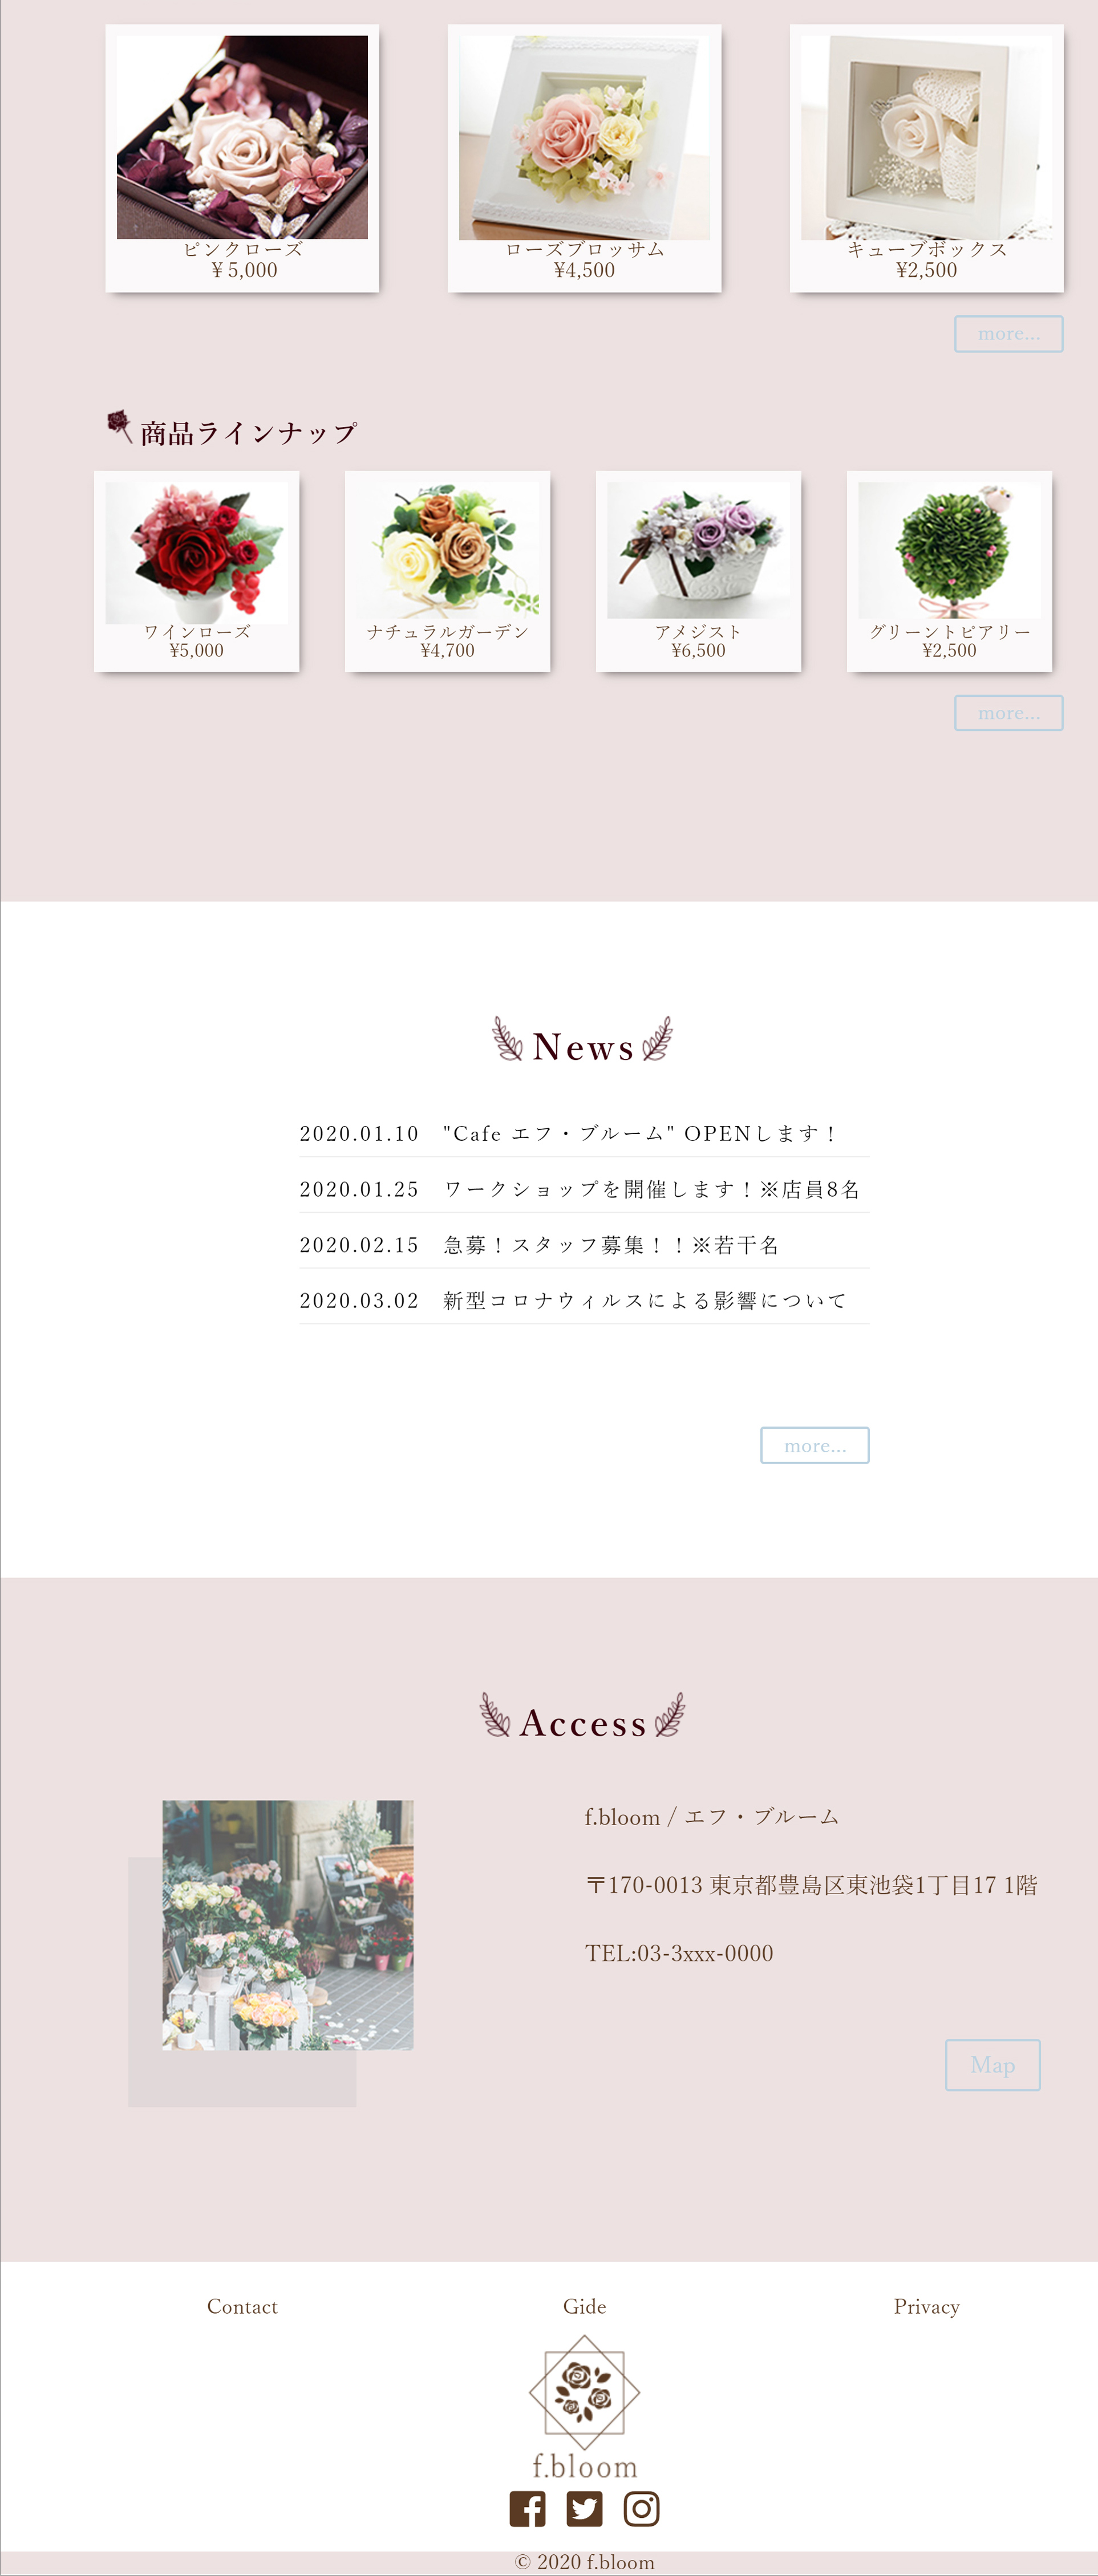 ピンクローズ
¥ 5,000
ローズブロッサム
¥4,500
キューブボックス
¥2,500
more...
商品ラインナップ
ワインローズ
¥5,000
ナチュラルガーデン
¥4,700
アメジスト
¥6,500
グリーントピアリー
¥2,500
more...
News
2020.01.10 "Cafe エフ・ブルーム" OPENします！
2020.01.25 ワークショップを開催します！※店員8名
2020.02.15 急募！スタッフ募集！！※若干名
2020.03.02 新型コロナウィルスによる影響について
more...
Access
f.bloom / エフ・ブルーム
〒170-0013 東京都豊島区東池袋1丁目17 1階
TEL:03-3xxx-0000
Map
Contact
Gide
Privacy
f.bloom
© 2020 f.bloom